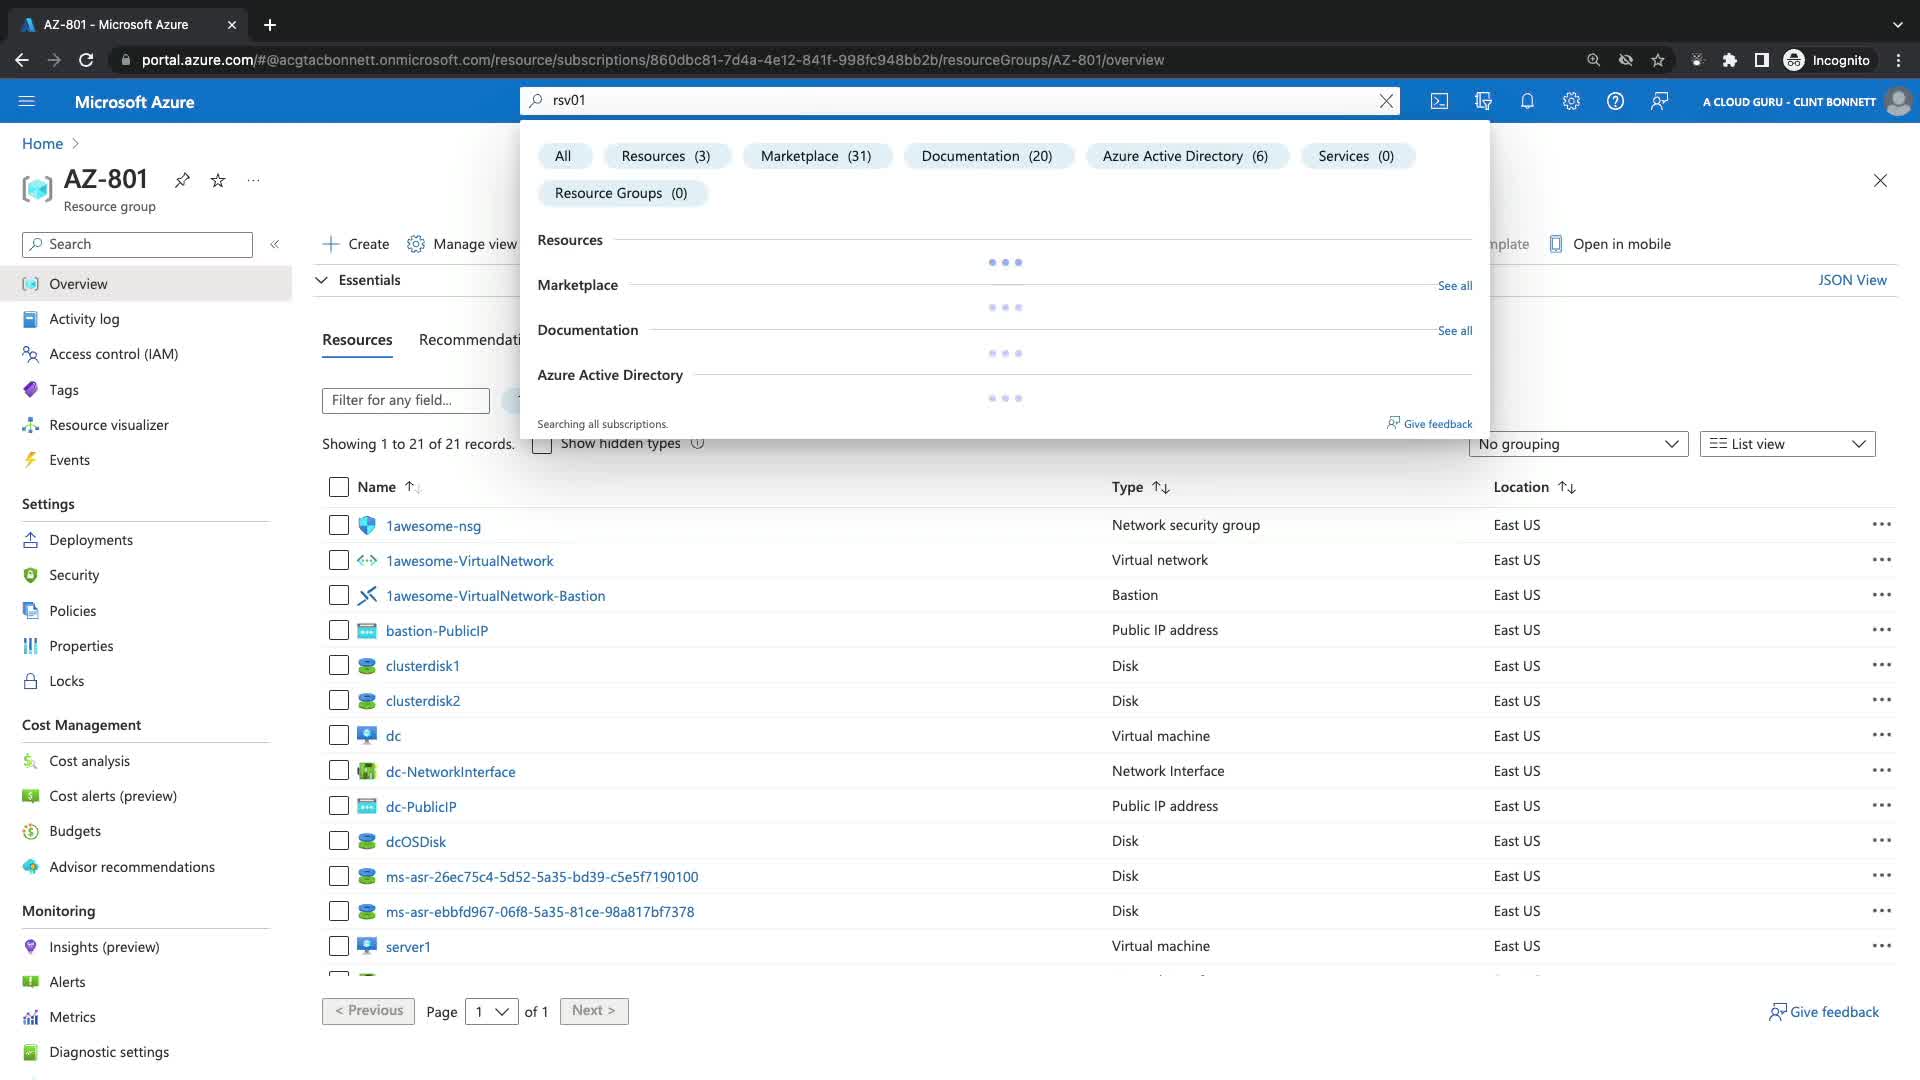 AZ-801 - Microsoft Azure
portal.azure.com/#@acgtacbonnett.onmicrosoft.com/resource/subscriptions/860dbc81-7d4a-4e12-841f-998fc948bb2b/resourceGroups/AZ-801/overview
Incognito
Microsoft Azure
rsv01
A CLOUD GURU - CLINT BONNETT
Home
All
Resources (3)
Marketplace (31)
Documentation (20)
Azure Active Directory (6)
Services (0)
Resource Groups (0)
AZ-801
Resource group
Search
Create
Manage view
Open in mobile
Resources
Marketplace
See all
Documentation
See all
Azure Active Directory
Searching all subscriptions.
Give feedback
Essentials
JSON View
Resources
Recommendati
Filter for any field...
Showing 1 to 21 of 21 records.
Show hidden types
No grouping
List view
Overview
Activity log
Access control (IAM)
Tags
Resource visualizer
Events
Settings
Deployments
Security
Policies
Properties
Locks
Cost Management
Cost analysis
Cost alerts (preview)
Budgets
Advisor recommendations
Monitoring
Insights (preview)
Alerts
Metrics
Diagnostic settings
Name Type Location
1awesome-nsg Network security group East US
1awesome-VirtualNetwork Virtual network East US
1awesome-VirtualNetwork-Bastion Bastion East US
bastion-PublicIP Public IP address East US
clusterdisk1 Disk East US
clusterdisk2 Disk East US
dc Virtual machine East US
dc-NetworkInterface Network Interface East US
dc-PublicIP Public IP address East US
dcOSDisk Disk East US
ms-asr-26ec75c4-5d52-5a35-bd39-c5e5f7190100 Disk East US
ms-asr-ebbfd967-06f8-5a35-81ce-98a817bf7378 Disk East US
server1 Virtual machine East US
< Previous
Page 1 of 1
Next >
Give feedback